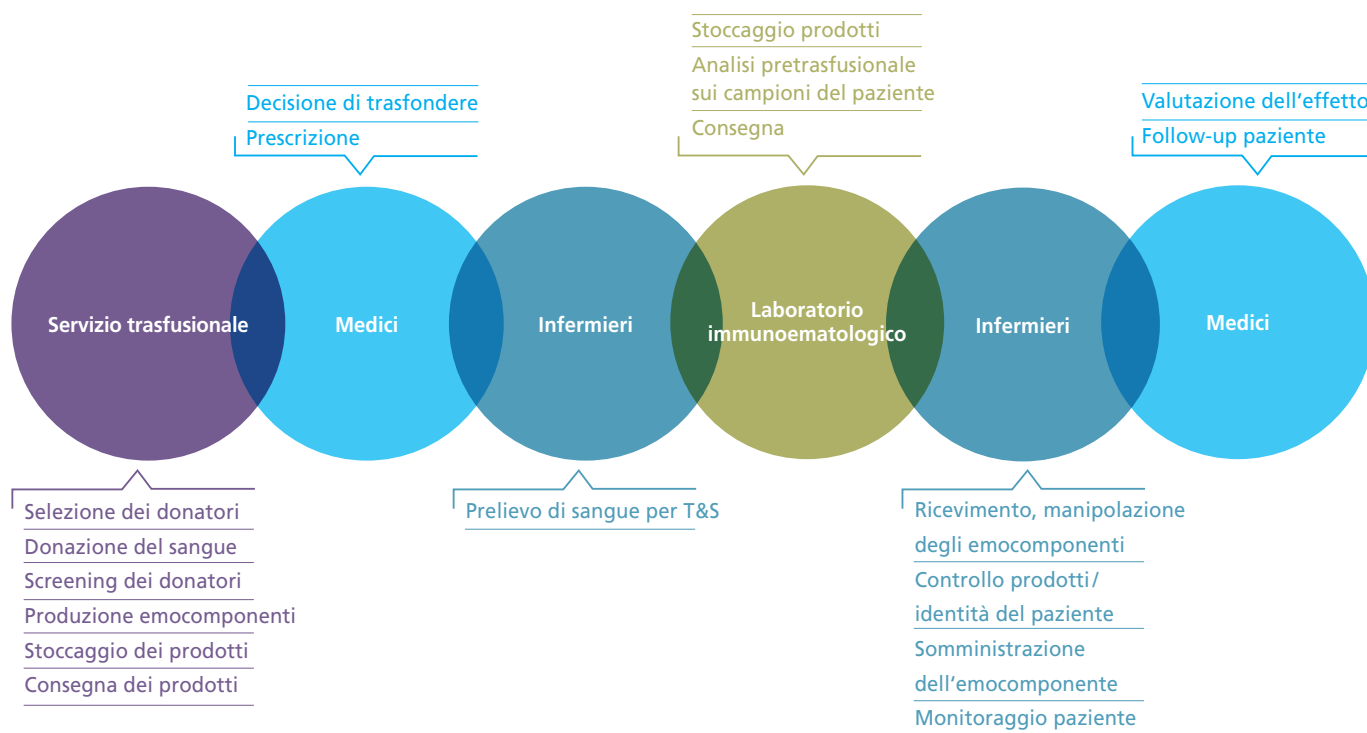 Stoccaggio prodotti
Analisi pretrasfusionale
sui campioni del paziente
Consegna
Decisione di trasfondere
Prescrizione
Valutazione dell'effetto
Follow-up paziente
Servizio trasfusionale
Medici
Infermieri
Laboratorio
immunoematologico
Infermieri
Medici
Selezione dei donatori
Donazione del sangue
Screening dei donatori
Produzione emocomponenti
Stoccaggio dei prodotti
Consegna dei prodotti
Prelievo di sangue per T&S
Ricevimento, manipolazione
degli emocomponenti
Controllo prodotti/
identità del paziente
Somministrazione
dell'emocomponente
Monitoraggio paziente